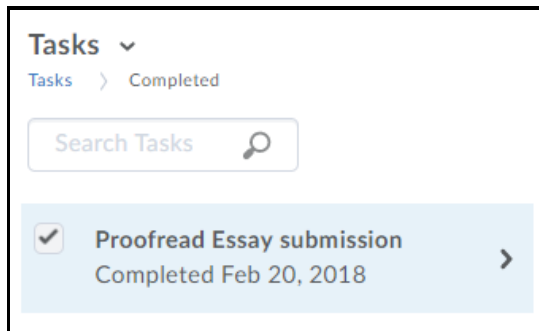 Tasks
Tasks Completed
Search Tasks
Proofread Essay submission
Completed Feb 20, 2018